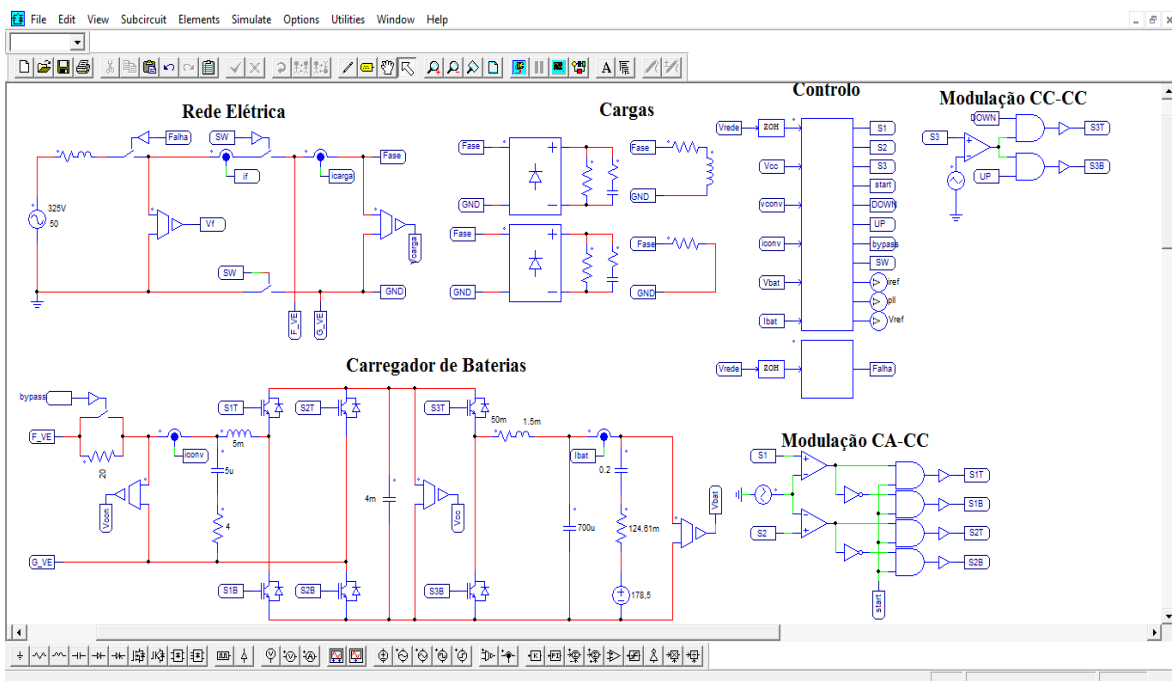 File Edit View Subcircuit Elements Simulate Options Utilities Window Help
Rede Elétrica
Falha
SW
if
icarga
Fase
325V
50
Vf
Vcarga
SW
GND
F_VE
G_VE
Cargas
Fase
GND
Fase
GND
Fase
GND
Fase
GND
Controlo
Vrede
ZOH
Vcc
vconv
iconv
Vbat
Ibat
S1
S2
S3
start
DOWN
UP
bypass
SW
iref
pll
Vref
Vrede
ZOH
Falha
Modulação CC-CC
DOWN
S3
UP
S3T
S3B
Carregador de Baterias
bypass
F_VE
20
iconv
Vcon
G_VE
5m
5u
4
S1T
S2T
S1B
S2B
4m
Vcc
S3T
S3B
50m
1.5m
Ibat
700u
0.2
124.61m
178,5
Vbat
Modulação CA-CC
S1
S2
S1T
S1B
S2T
S2B
start